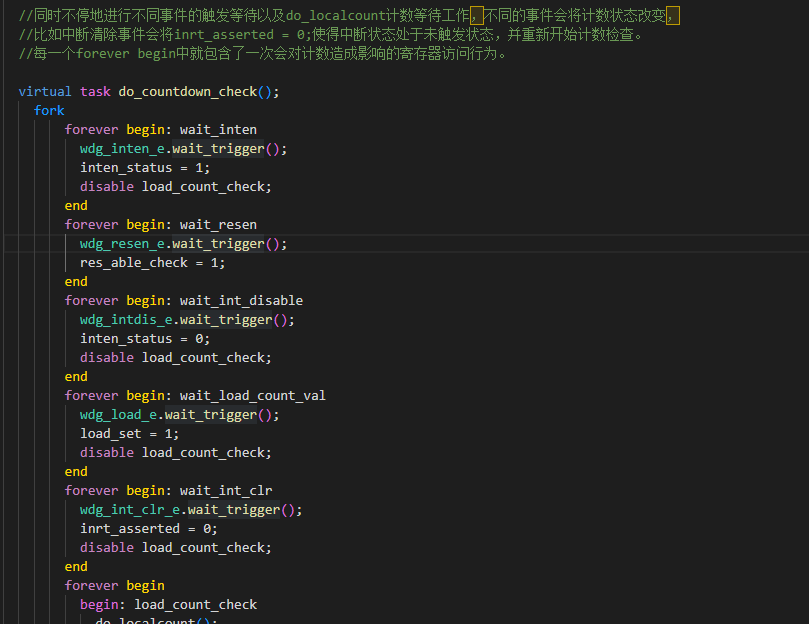 //同时不停地进行不同事件的触发等待以及do_localcount计数等待工作，不同的事件会将计数状态改变，
//比如中断清除事件会将inrt_asserted = 0;使得中断状态处于未触发状态，并重新开始计数检查。
//每一个forever begin中就包含了一次会对计数造成影响的寄存器访问行为。
virtual task do_countdown_check();
fork
forever begin: wait_inten
wdg_inten_e.wait_trigger();
inten_status = 1;
disable load_count_check;
end
forever begin: wait_resen
wdg_resen_e.wait_trigger();
res_able_check = 1;
end
forever begin: wait_int_disable
wdg_intdis_e.wait_trigger();
inten_status = 0;
disable load_count_check;
end
forever begin: wait_load_count_val
wdg_load_e.wait_trigger();
load_set = 1;
disable load_count_check;
end
forever begin: wait_int_clr
wdg_int_clr_e.wait_trigger();
inrt_asserted = 0;
disable load_count_check;
end
forever begin
begin: load_count_check
do_localcount();